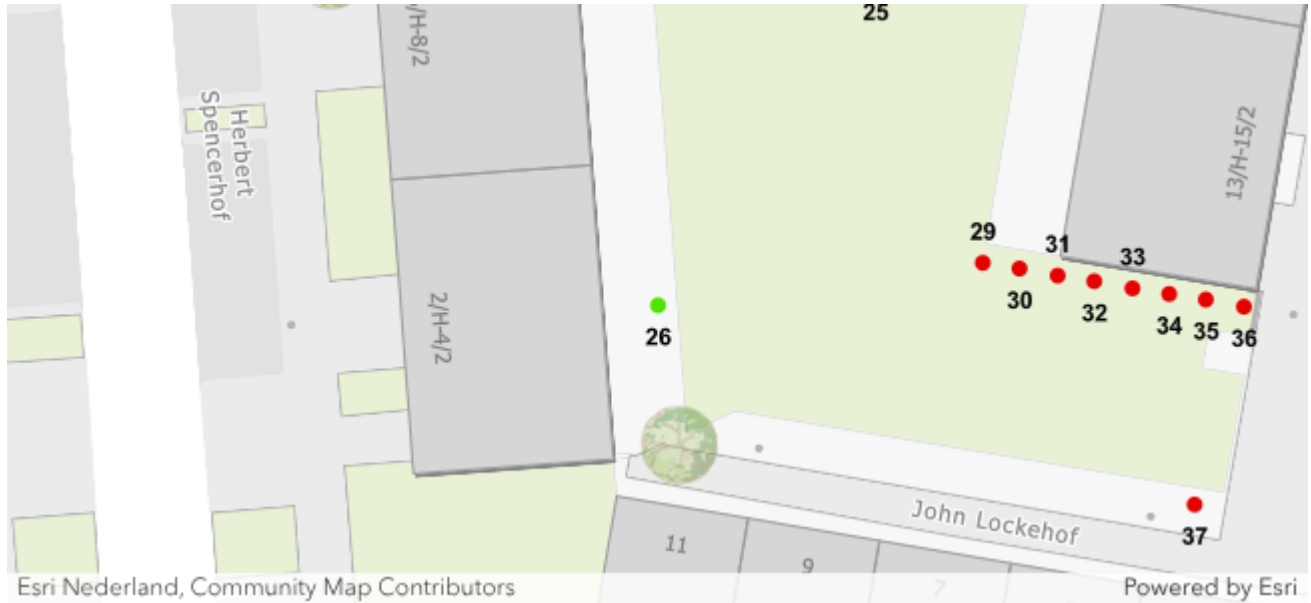 25
/H-8/2
Herbert
Spencerhof
13/H-15/2
29
31
33
30
32
34
35
36
2/H-4/2
26
John Lockehof
37
11
9
7
Esri Nederland, Community Map Contributors
Powered by Esri